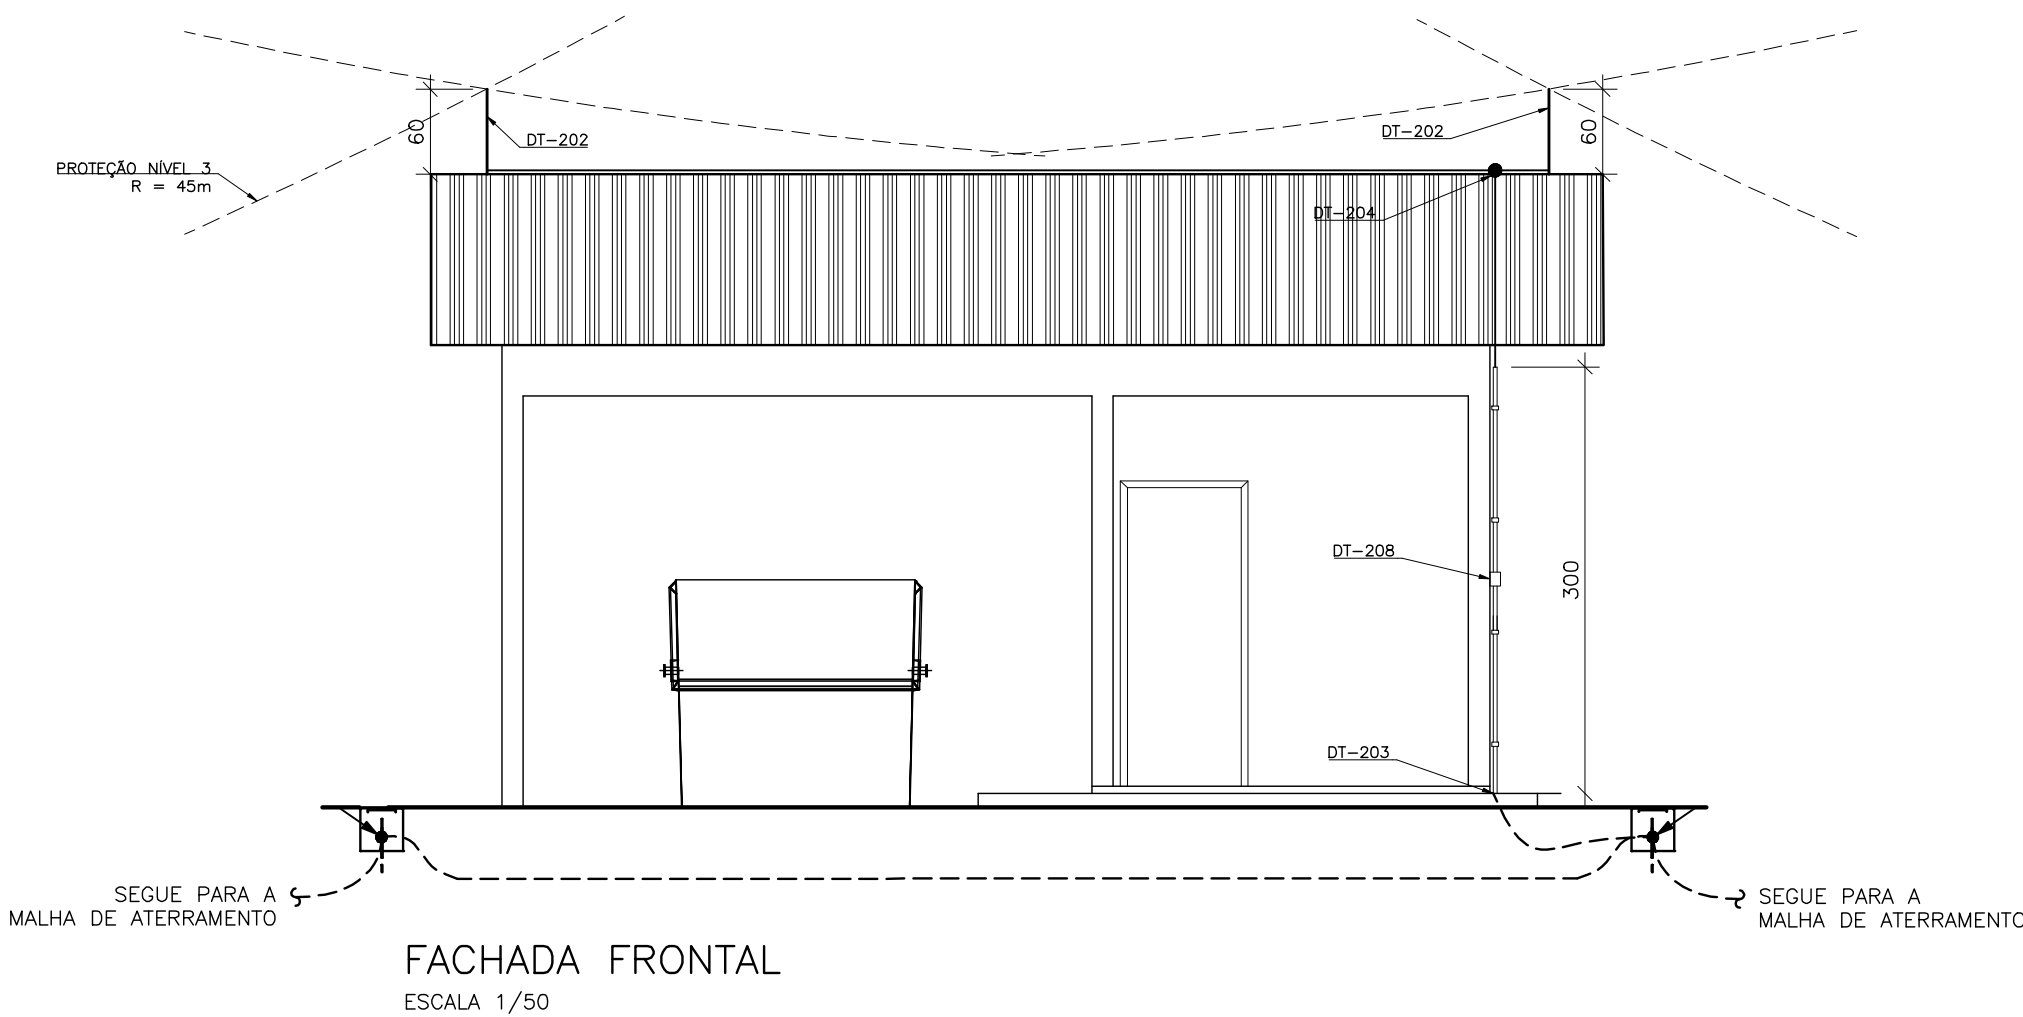 60
DT-202
DT-202
60
PROTEÇÃO NÍVEL 3
R = 45m
DT-204
DT-208
300
DT-203
SEGUE PARA A
MALHA DE ATERRAMENTO
SEGUE PARA A
MALHA DE ATERRAMENTO
FACHADA FRONTAL
ESCALA 1/50